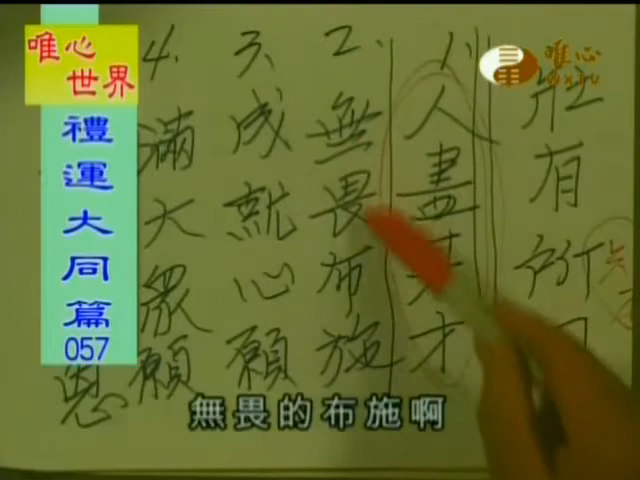 唯心
世界
禮運大同篇
057
唯心
WXTV
有所
1.人盡其才
2.無畏布施
3.成就心願
4.滿大眾願
恩
無畏的布施啊